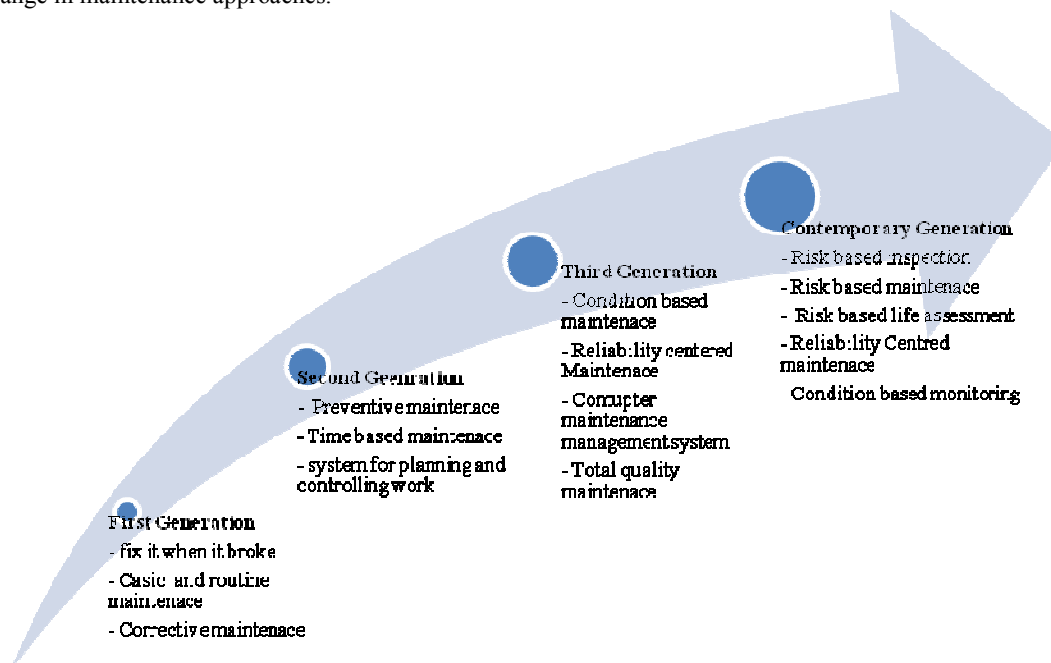 ange in maintenance approaches.
First Generation
- fix it when it broke
- Casic and routine
maintenace
- Corrective maintenace
Second Geenration
- Preventive maintenace
- Time based maintenace
- system for planning and
controlling work
Third Generation
- Condition based
maintenace
- Reliability centered
Maintenace
- Comupter
maintenance
management system
- Total quality
maintenace
Contemporary Generation
- Risk based inspection
- Risk based maintenace
- Risk based life assessment
- Reliability Centred
maintenace
Condition based monitoring